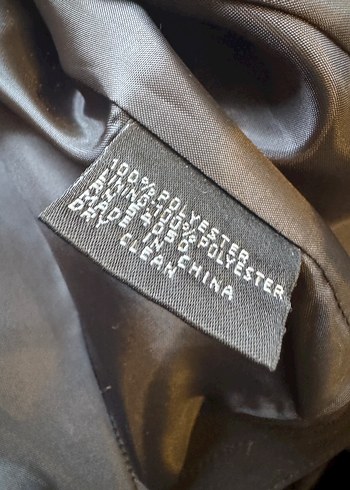 100%POLYESTER
LINING:100%POLYESTER
MADE IN CHINA
DRY CLEAN